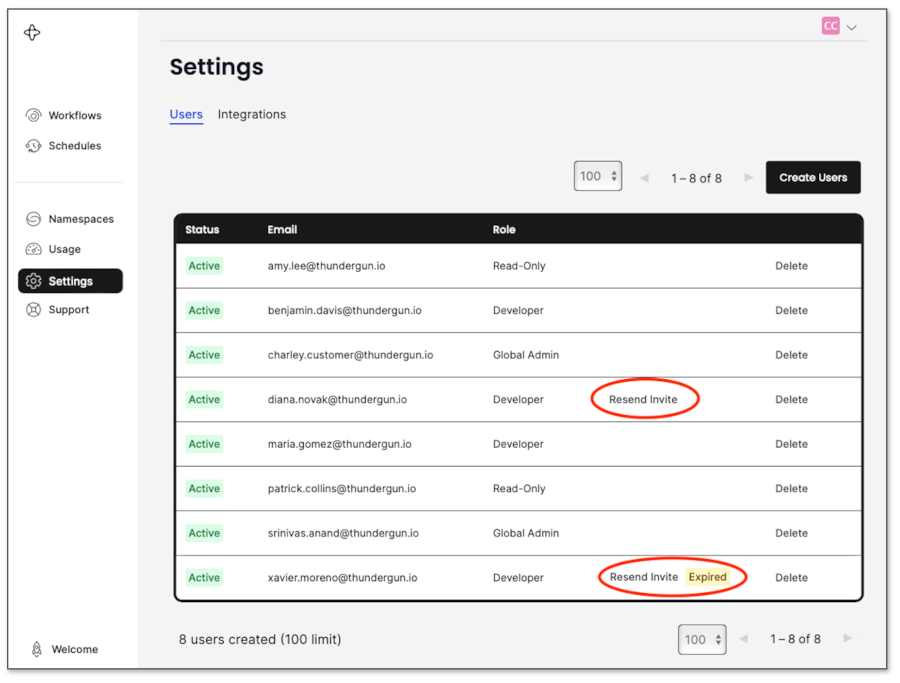 CC
Settings
Users Integrations
Workflows
Schedules
Namespaces
Usage
Settings
Support
Welcome
100 1–8 of 8 Create Users
Status Email Role
Active amy.lee@thundergun.io Read-Only Delete
Active benjamin.davis@thundergun.io Developer Delete
Active charley.customer@thundergun.io Global Admin Delete
Active diana.novak@thundergun.io Developer Resend Invite Delete
Active maria.gomez@thundergun.io Developer Delete
Active patrick.collins@thundergun.io Read-Only Delete
Active srinivas.anand@thundergun.io Global Admin Delete
Active xavier.moreno@thundergun.io Developer Resend Invite Expired Delete
8 users created (100 limit) 100 1–8 of 8